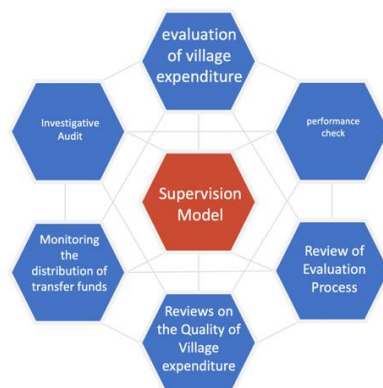 evaluation
of village
expenditure
Investigative
Audit
performance
check
Supervision
Model
Monitoring
the
distribution of
transfer funds
Review of
Evaluation
Process
Reviews on
the Quality of
Village
expenditure